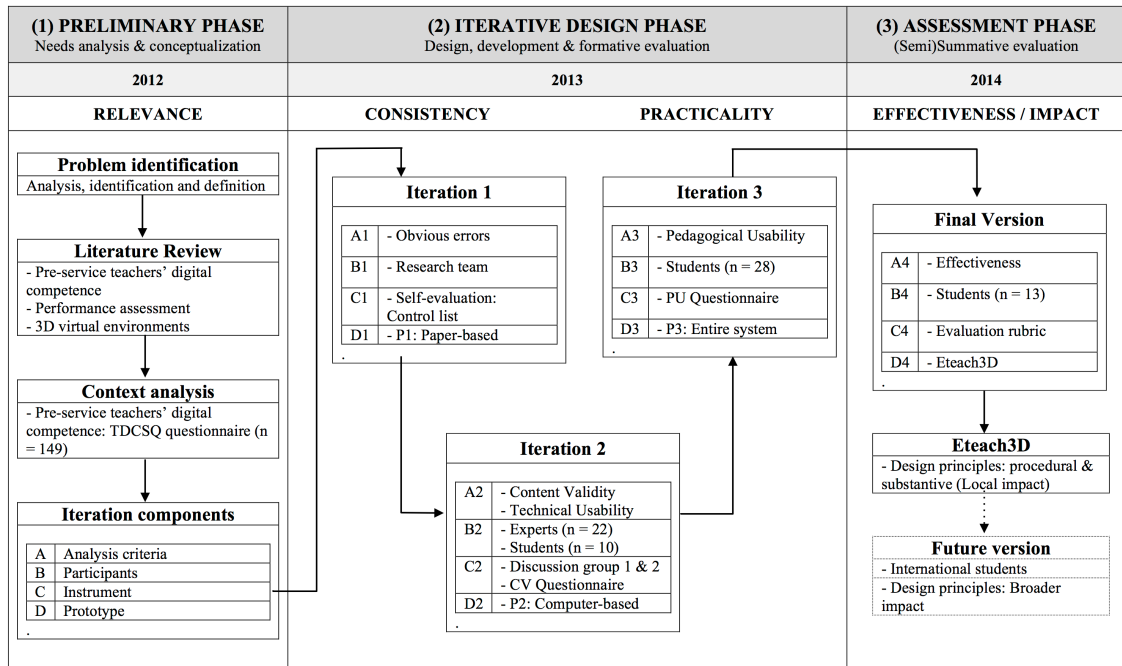 (1) PRELIMINARY PHASE
Needs analysis & conceptualization
(2) ITERATIVE DESIGN PHASE
Design, development & formative evaluation
(3) ASSESSMENT PHASE
(Semi)Summative evaluation
2012
2013
2014
RELEVANCE
CONSISTENCY
PRACTICALITY
EFFECTIVENESS / IMPACT
Problem identification
Analysis, identification and definition
Literature Review
- Pre-service teachers’ digital
competence
- Performance assessment
- 3D virtual environments
Context analysis
- Pre-service teachers’ digital
competence: TDCSQ questionnaire (n
= 149)
Iteration components
A Analysis criteria
B Participants
C Instrument
D Prototype
.
Iteration 1
A1 - Obvious errors
B1 - Research team
C1 - Self-evaluation:
Control list
D1 - P1: Paper-based
.
Iteration 2
A2 - Content Validity
- Technical Usability
B2 - Experts (n = 22)
- Students (n = 10)
C2 - Discussion group 1 & 2
- CV Questionnaire
D2 - P2: Computer-based
.
Iteration 3
A3 - Pedagogical Usability
B3 - Students (n = 28)
C3 - PU Questionnaire
D3 - P3: Entire system
.
Final Version
A4 - Effectiveness
B4 - Students (n = 13)
C4 - Evaluation rubric
D4 - Eteach3D
.
Eteach3D
- Design principles: procedural &
substantive (Local impact)
Future version
- International students
- Design principles: Broader
impact